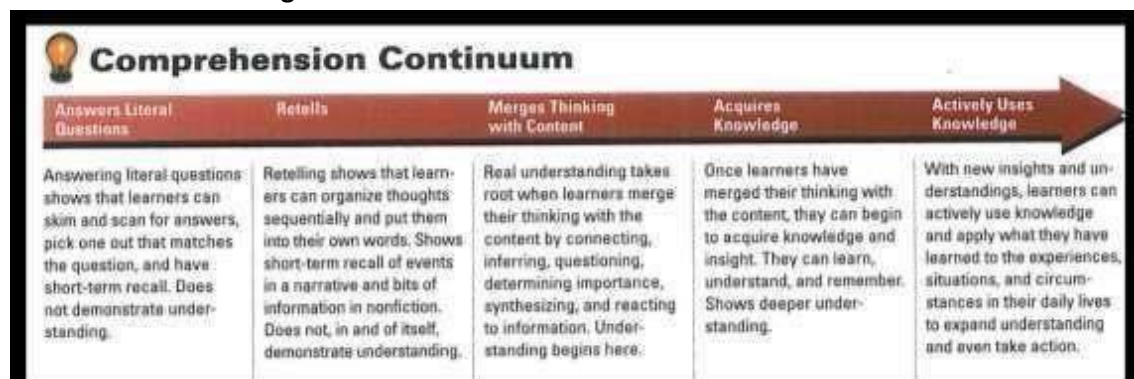 Comprehension Continuum
Answers Literal
Questions
Retells
Merges Thinking
with Content
Acquires
Knowledge
Actively Uses
Knowledge
Answering literal questions
shows that learners can
skim and scan for answers,
pick one out that matches
the question, and have
short-term recall. Does
not demonstrate under-
standing.
Retelling shows that learn-
ers can organize thoughts
sequentially and put them
into their own words. Shows
short-term recall of events
in a narrative and bits of
information in nonfiction.
Does not, in and of itself,
demonstrate understanding.
Real understanding takes
root when learners merge
their thinking with the
content by connecting,
inferring, questioning,
determining importance,
synthesizing, and reacting
to information. Under-
standing begins here.
Once learners have
merged their thinking with
the content, they can begin
to acquire knowledge and
insight. They can learn,
understand, and remember.
Shows deeper under-
standing.
With new insights and un-
derstandings, learners can
actively use knowledge
and apply what they have
learned to the experiences,
situations, and circum-
stances in their daily lives
to expand understanding
and even take action.